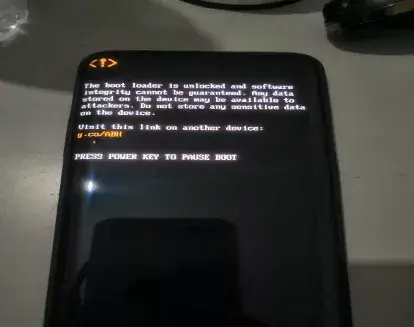 <!>
The boot loader is unlocked and software
integrity cannot be guaranteed. Any data
stored on the device may be available to
attackers. Do not store any sensitive data
on the device.
Visit this link on another device:
g.co/ABH
PRESS POWER KEY TO PAUSE BOOT